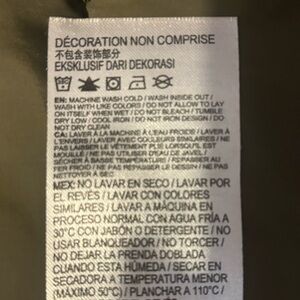 DÉCORATION NON COMPRISE
不包含装饰部分
EKSKLUSIF DARI DEKORASI
EN: MACHINE WASH COLD / WASH INSIDE OUT /
WASH WITH LIKE COLORS / DO NOT ALLOW TO LAY
ON ITSELF WHEN WET / DO NOT BLEACH / TUMBLE
DRY LOW / COOL IRON / DO NOT IRON DESIGN / DO
NOT DRY CLEAN
CA: LAVER À LA MACHINE À L'EAU FROIDE / LAVER À
L'ENVERS / LAVER AVEC COULEURS SIMILAIRES / NE
PAS LAISSER LE VÊTEMENT PLIÉ LORSQU'IL EST
MOUILLÉ / NE PAS UTILISER D'EAU DE JAVEL /
SÉCHER À BASSE TEMPÉRATURE / REPASSER AU
FER FROID / NE PAS REPASSER L'IMPRIMÉ / NE PAS
NETTOYER À SEC
MEX: NO LAVAR EN SECO / LAVAR POR
EL REVÉS / LAVAR CON COLORES
SIMILARES / LAVAR A MÁQUINA EN
PROCESO NORMAL CON AGUA FRÍA A
30°C CON JABÓN O DETERGENTE / NO
USAR BLANQUEADOR / NO TORCER /
NO DEJAR LA PRENDA DOBLADA
CUANDO ESTÁ HÚMEDA / SECAR EN
SECADORA A TEMPERATURA MENOR
(MÁXIMO 50°C) / PLANCHAR A 110°C /